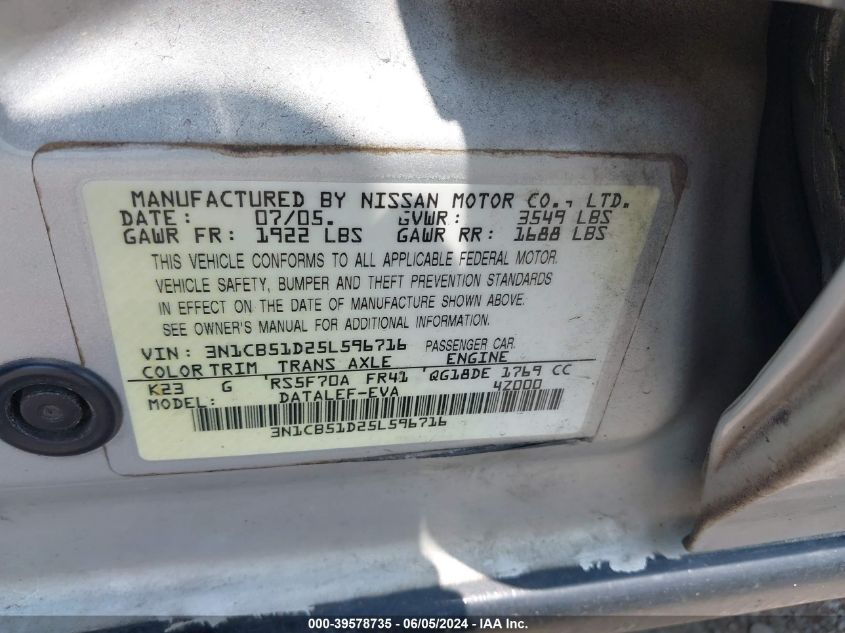 MANUFACTURED BY NISSAN MOTOR CO., LTD.
DATE: 07/05. GVWR: 3549 LBS
GAWR FR: 1922 LBS GAWR RR: 1688 LBS
THIS VEHICLE CONFORMS TO ALL APPLICABLE FEDERAL MOTOR
VEHICLE SAFETY, BUMPER AND THEFT PREVENTION STANDARDS
IN EFFECT ON THE DATE OF MANUFACTURE SHOWN ABOVE.
SEE OWNER'S MANUAL FOR ADDITIONAL INFORMATION
VIN: 3N1CB51D25L596716 PASSENGER CAR.
COLOR TRIM TRANS AXLE ENGINE
K23 G RS5F70A FR41 QG18DE 1769 CC
MODEL: DATALEF-EVA 4Z000
3N1CB51D25L596716
000-39578735 - 06/05/2024 - IAAI.com